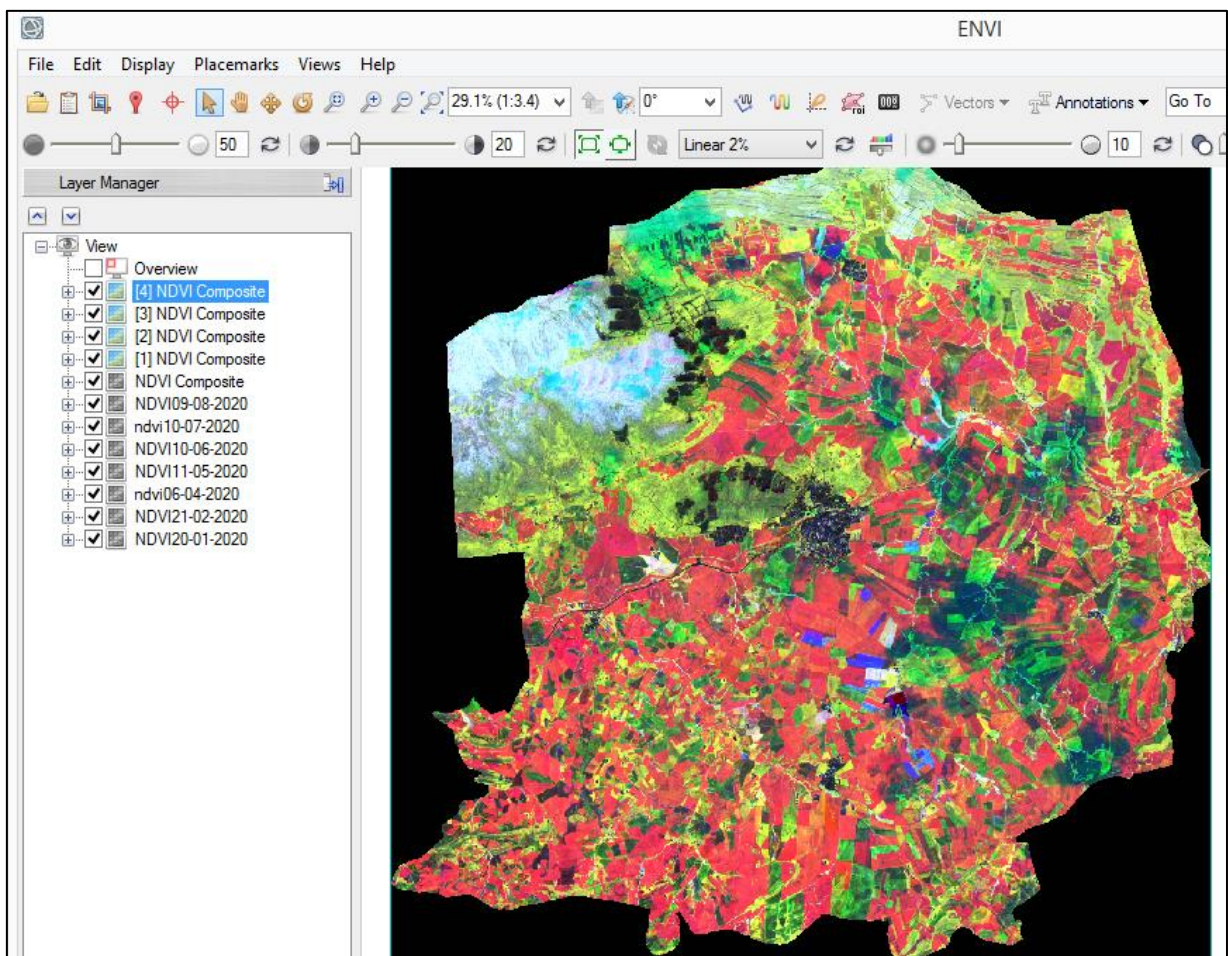 ENVI
File Edit Display Placemarks Views Help
29.1% (1:3.4) 0° Vectors Annotations Go To
50 20 Linear 2% 10
Layer Manager
View
Overview
[4] NDVI Composite
[3] NDVI Composite
[2] NDVI Composite
[1] NDVI Composite
NDVI Composite
NDVI09-08-2020
ndvi10-07-2020
NDVI10-06-2020
NDVI11-05-2020
ndvi06-04-2020
NDVI21-02-2020
NDVI20-01-2020